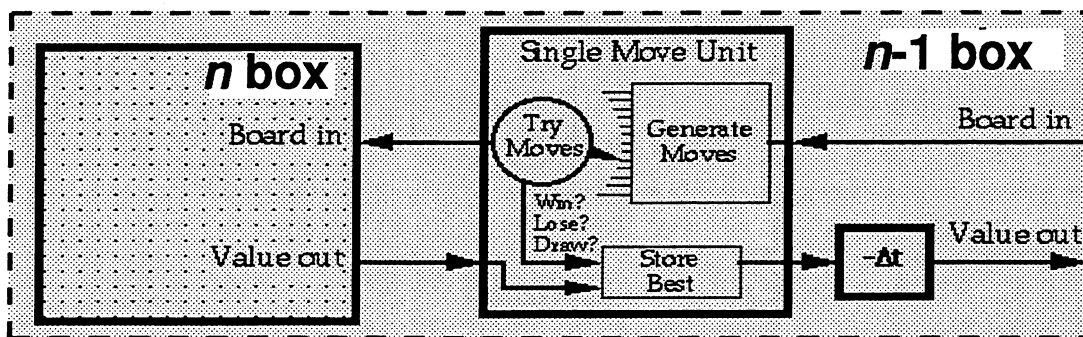 n box
Board in
Value out
Single Move Unit
Try
Moves
Generate
Moves
Win?
Lose?
Draw?
Store
Best
n-1 box
Board in
-Δt
Value out